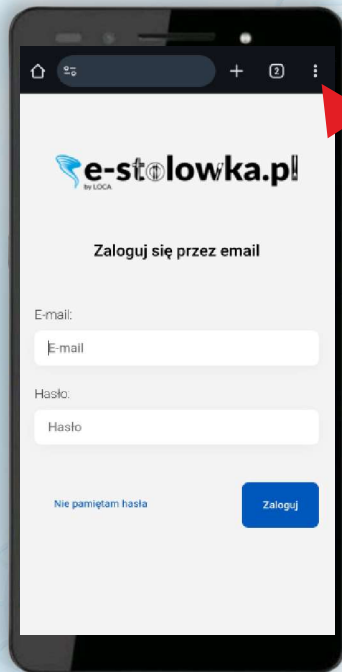 2
e-stolowka.pl
by LOCA
Zaloguj się przez email
E-mail:
E-mail
Hasło:
Hasło
Nie pamiętam hasła
Zaloguj